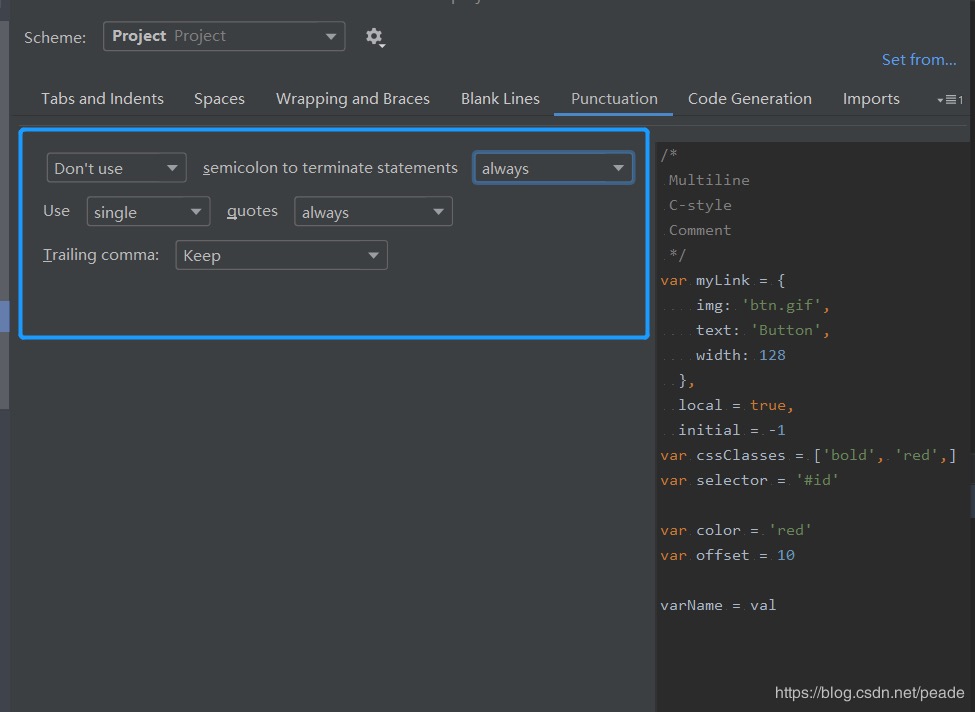 Scheme: Project Project
Set from...
Tabs and Indents Spaces Wrapping and Braces Blank Lines Punctuation Code Generation Imports 1
Don't use semicolon to terminate statements always
Use single quotes always
Trailing comma: Keep
/*
Multiline
C-style
Comment
*/
var myLink = {
img: 'btn.gif',
text: 'Button',
width: 128
},
local = true,
initial = -1
var cssClasses = ['bold', 'red',]
var selector = '#id'
var color = 'red'
var offset = 10
varName = val
https://blog.csdn.net/peade